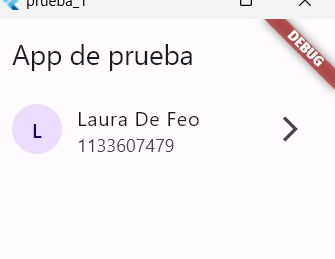 prueba_1
DEBUG
App de prueba
L
Laura De Feo
1133607479